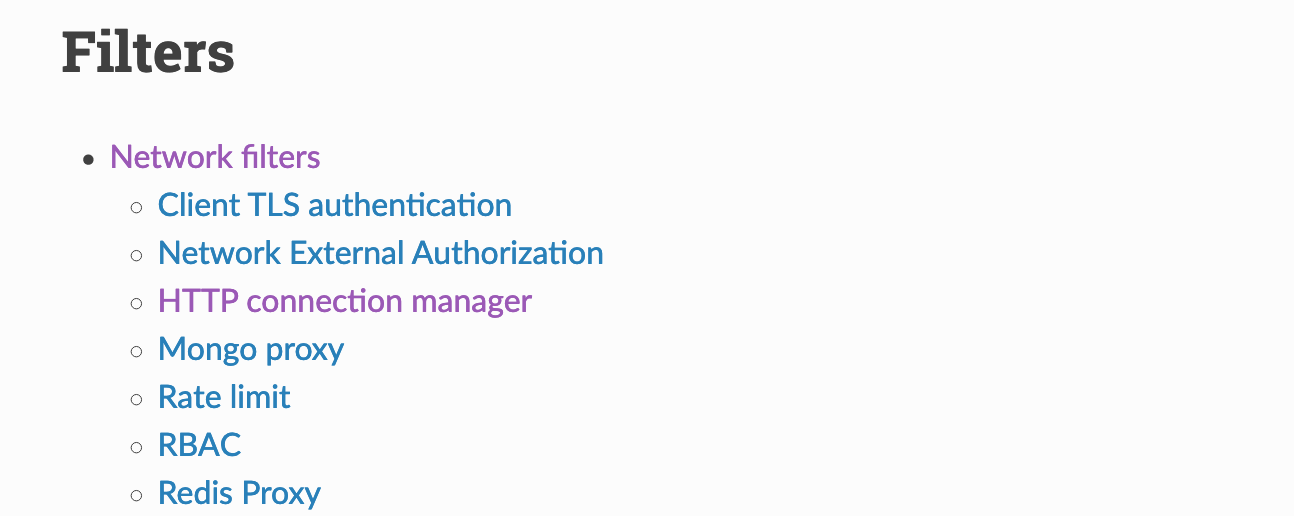 Filters
Network filters
Client TLS authentication
Network External Authorization
HTTP connection manager
Mongo proxy
Rate limit
RBAC
Redis Proxy